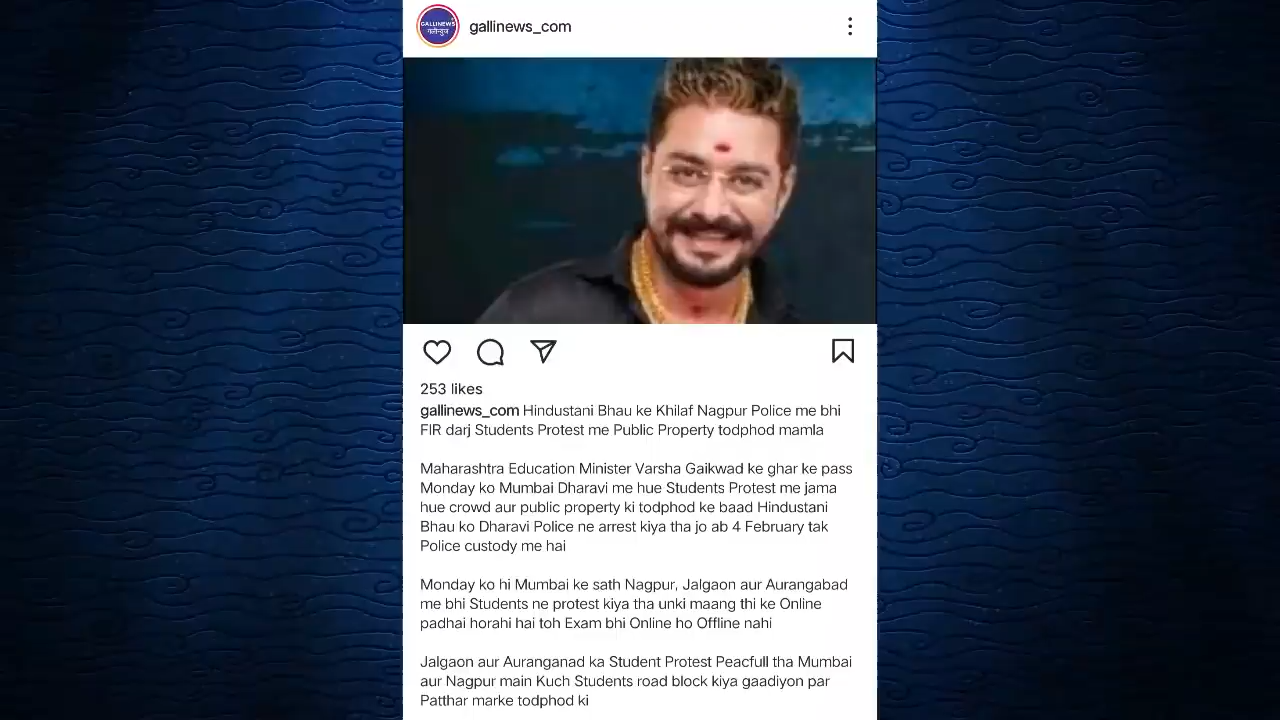 GALLINEWS
गलीन्यूज
gallinews_com
253 likes
gallinews_com Hindustani Bhau ke Khilaf Nagpur Police me bhi
FIR darj Students Protest me Public Property todphod mamla
Maharashtra Education Minister Varsha Gaikwad ke ghar ke pass
Monday ko Mumbai Dharavi me hue Students Protest me jama
hue crowd aur public property ki todphod ke baad Hindustani
Bhau ko Dharavi Police ne arrest kiya tha jo ab 4 February tak
Police custody me hai
Monday ko hi Mumbai ke sath Nagpur, Jalgaon aur Aurangabad
me bhi Students ne protest kiya tha unki maang thi ke Online
padhai horahi hai toh Exam bhi Online ho Offline nahi
Jalgaon aur Auranganad ka Student Protest Peacfull tha Mumbai
aur Nagpur main Kuch Students road block kiya gaadiyon par
Patthar marke todphod ki